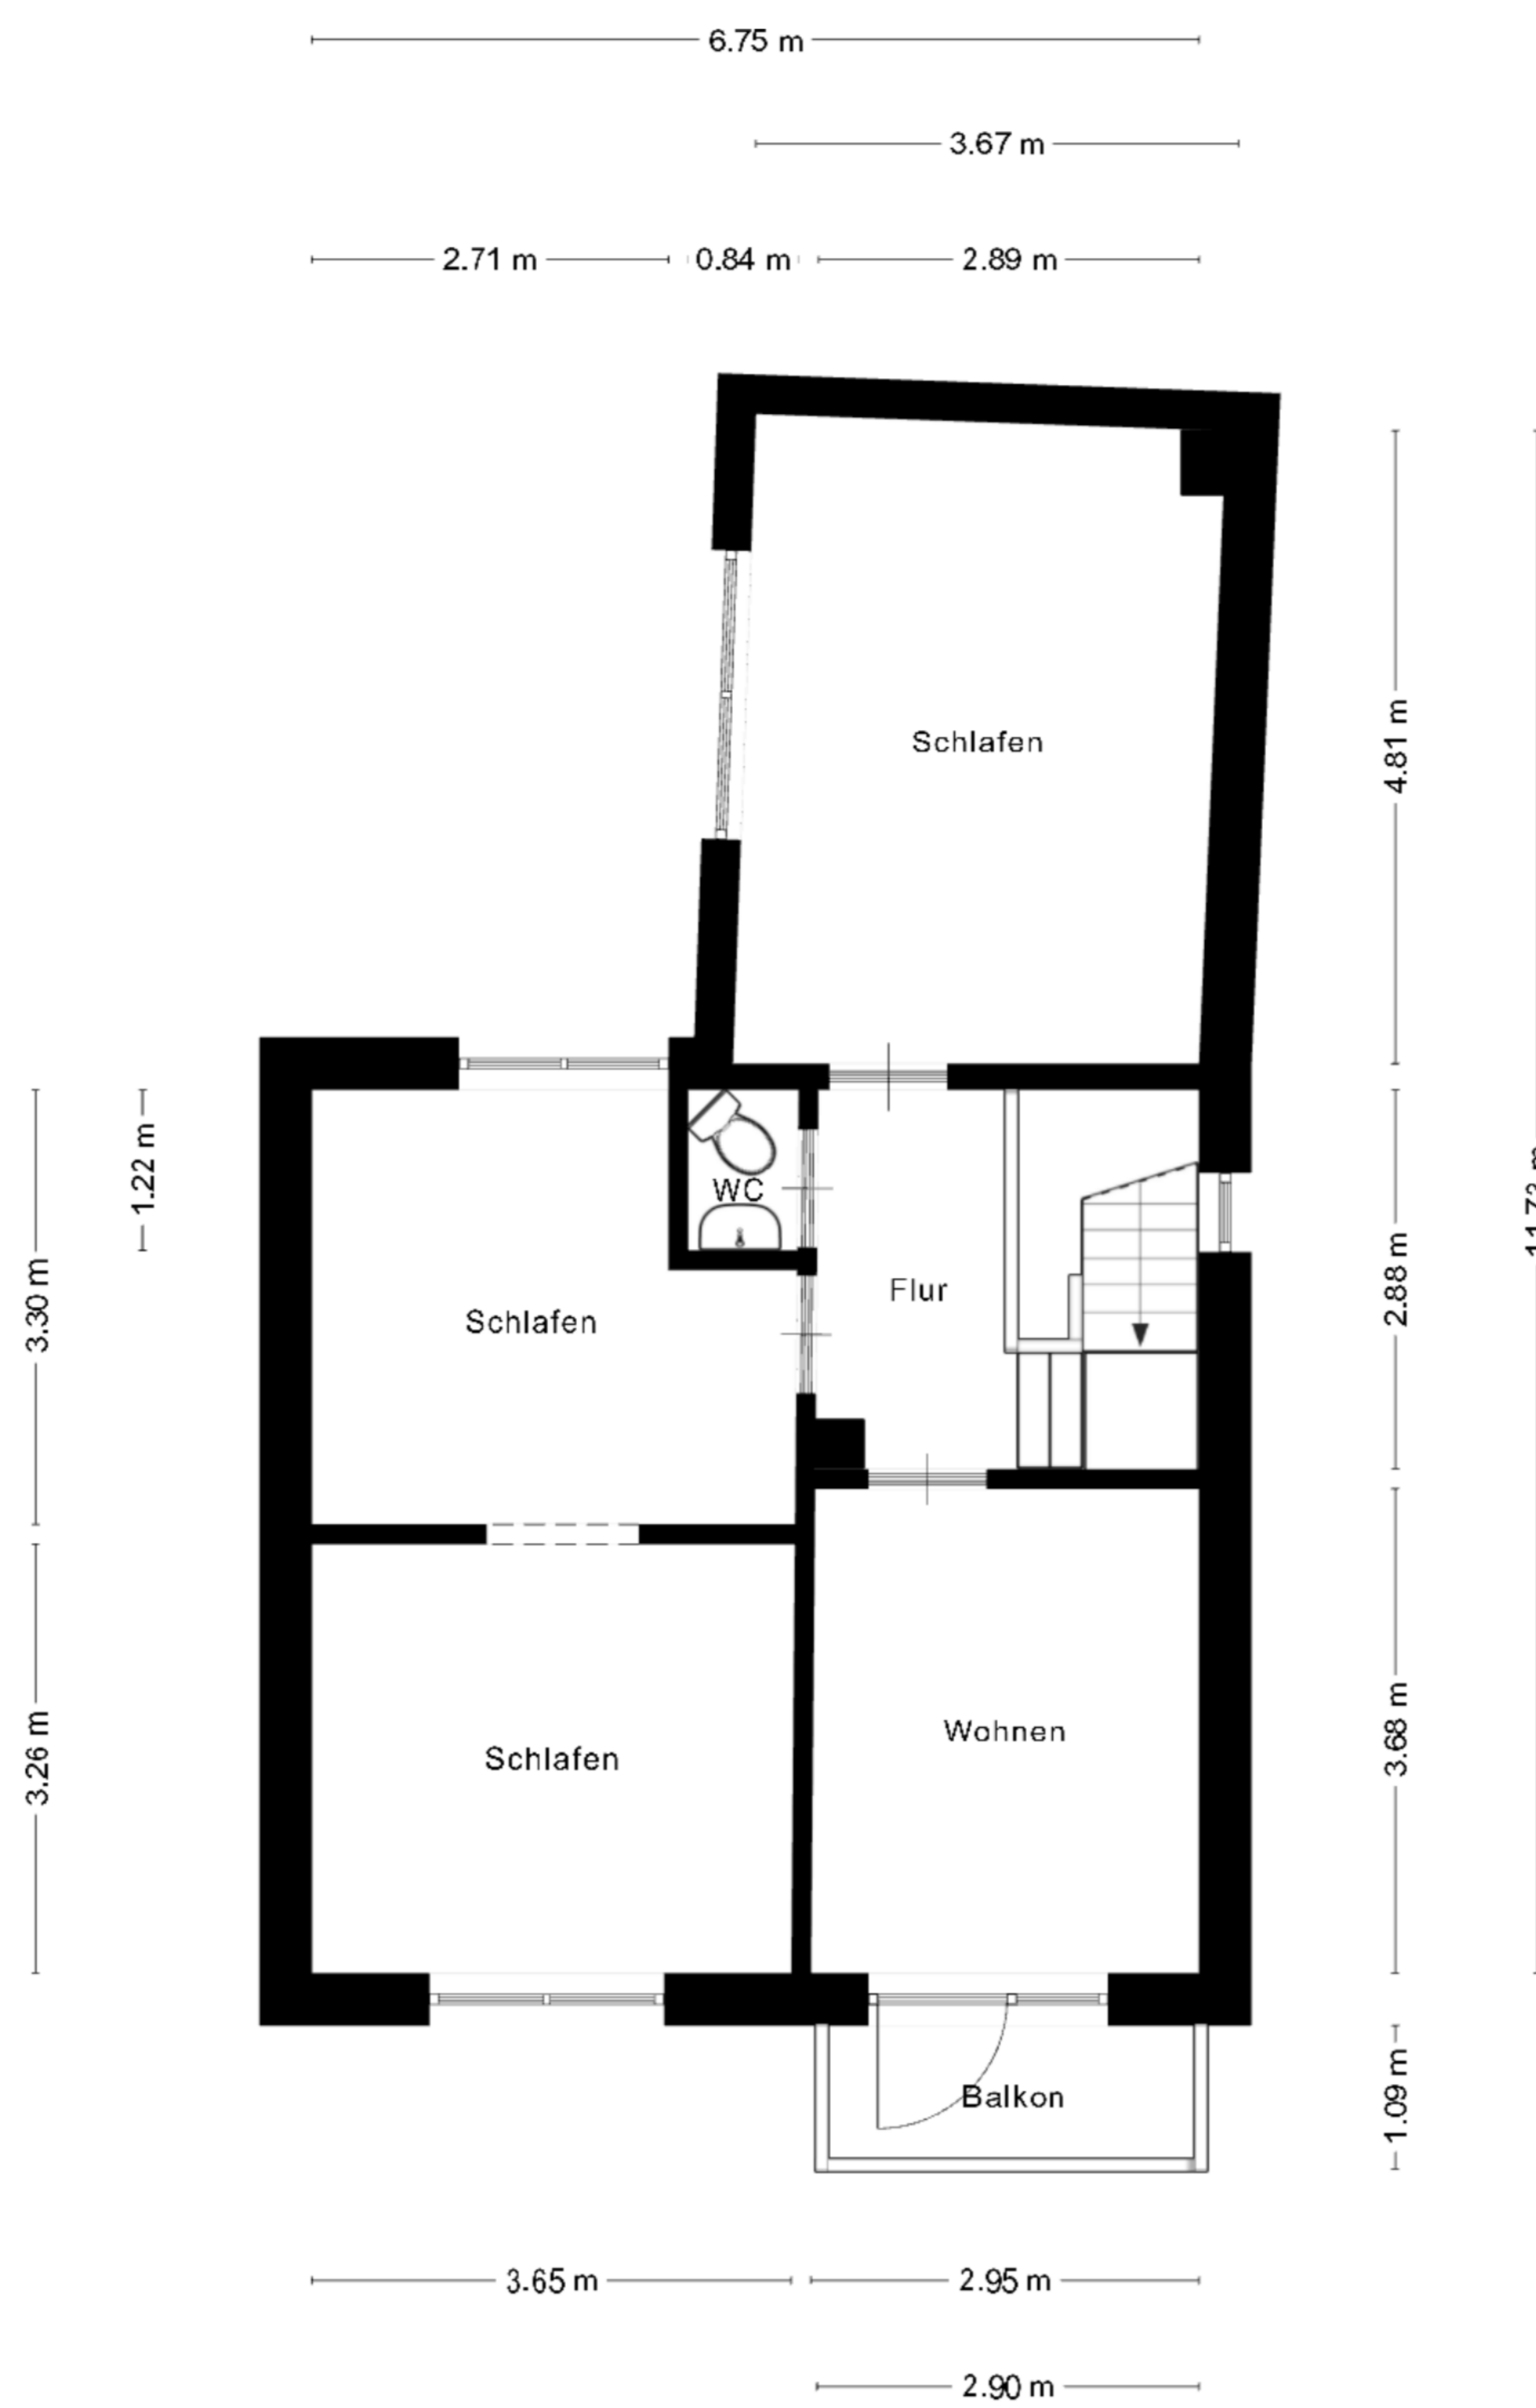 6.75 m
3.67 m
2.71 m
0.84 m
2.89 m
Schlafen
4.81 m
1.22 m
WC
3.30 m
Schlafen
Flur
2.88 m
3.26 m
Schlafen
Wohnen
3.68 m
Balkon
1.09 m
3.65 m
2.95 m
2.90 m